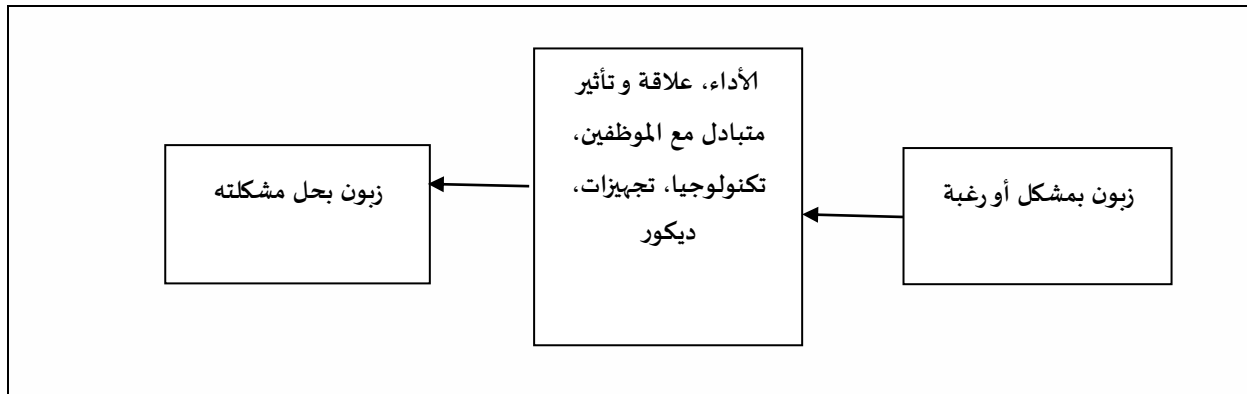 زبون بمشكل أو رغبة
الأداء، علاقة و تأثير
متبادل مع الموظفين،
تكنولوجيا، تجهيزات،
ديكور
زبون بحل مشكلته